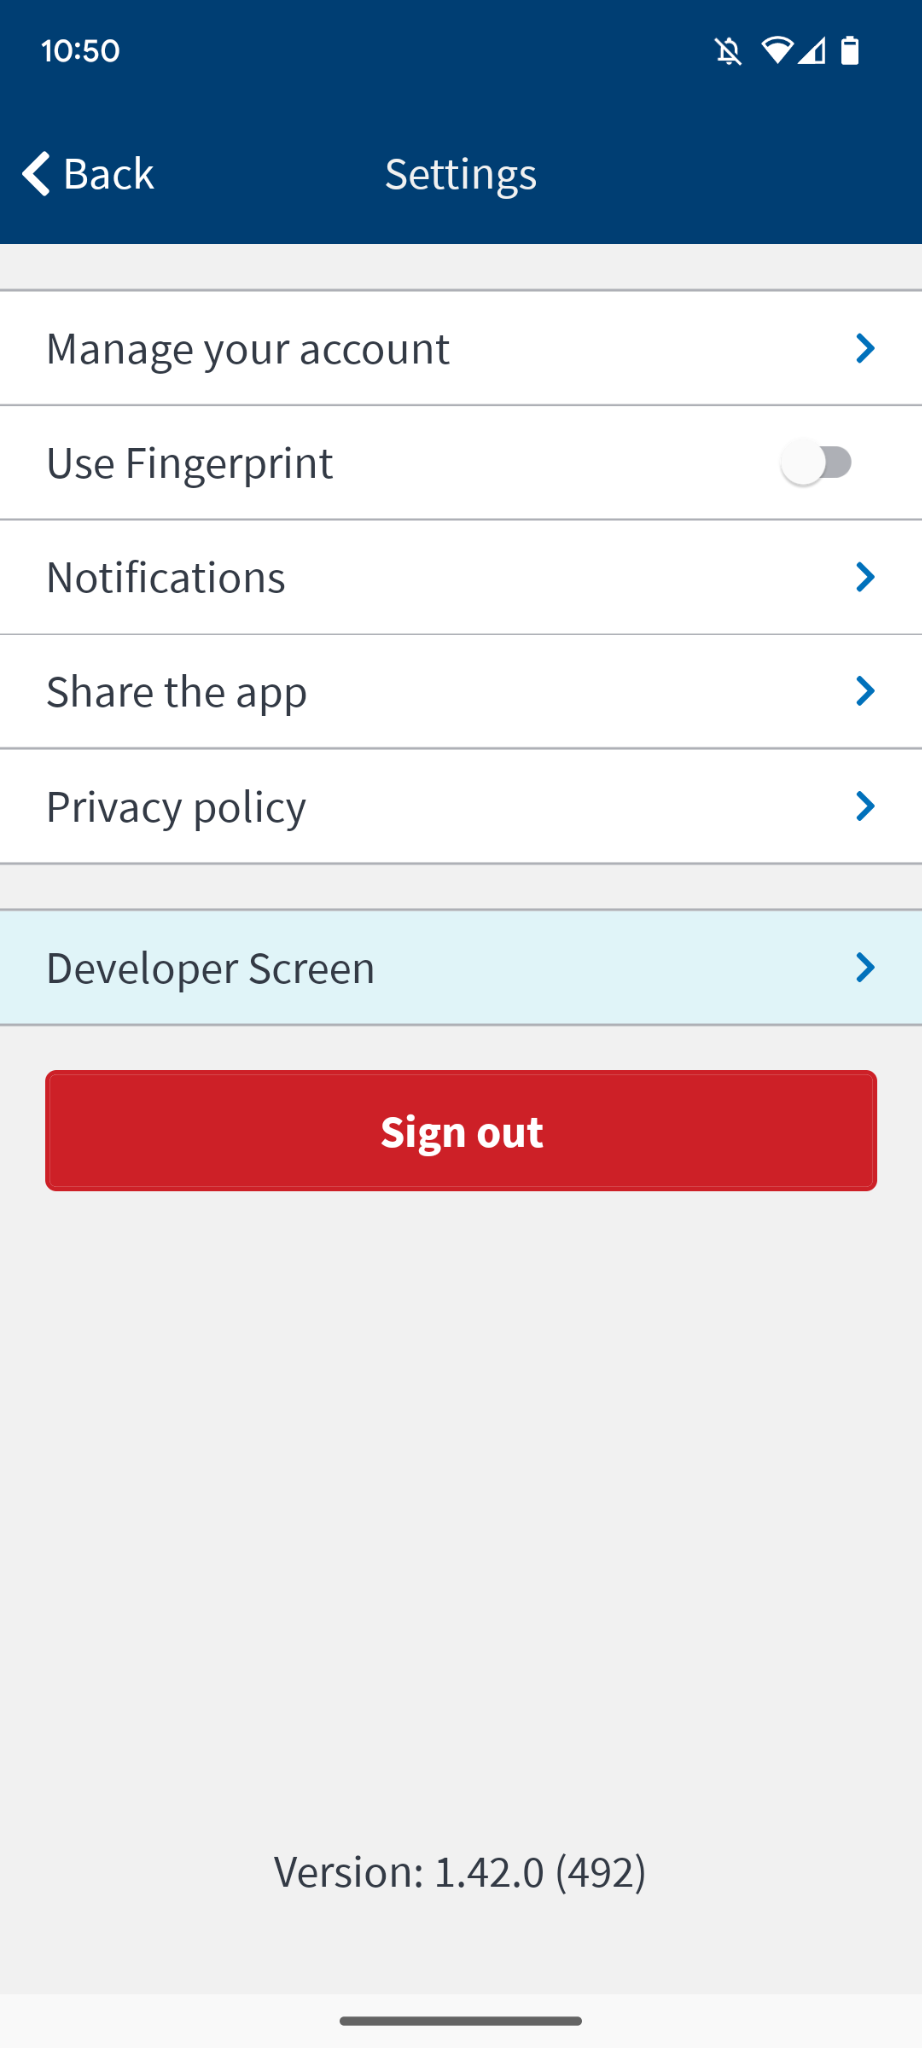 10:50
Back
Settings
Manage your account
Use Fingerprint
Notifications
Share the app
Privacy policy
Developer Screen
Sign out
Version: 1.42.0 (492)